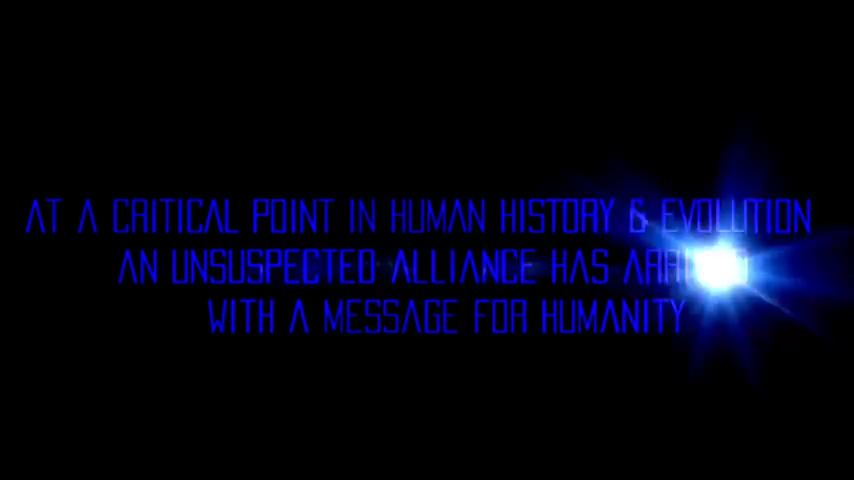 AT A CRITICAL POINT IN HUMAN HISTORY & EVOLUTION
AN UNSUSPECTED ALLIANCE HAS
WITH A MESSAGE FOR HUMANITY